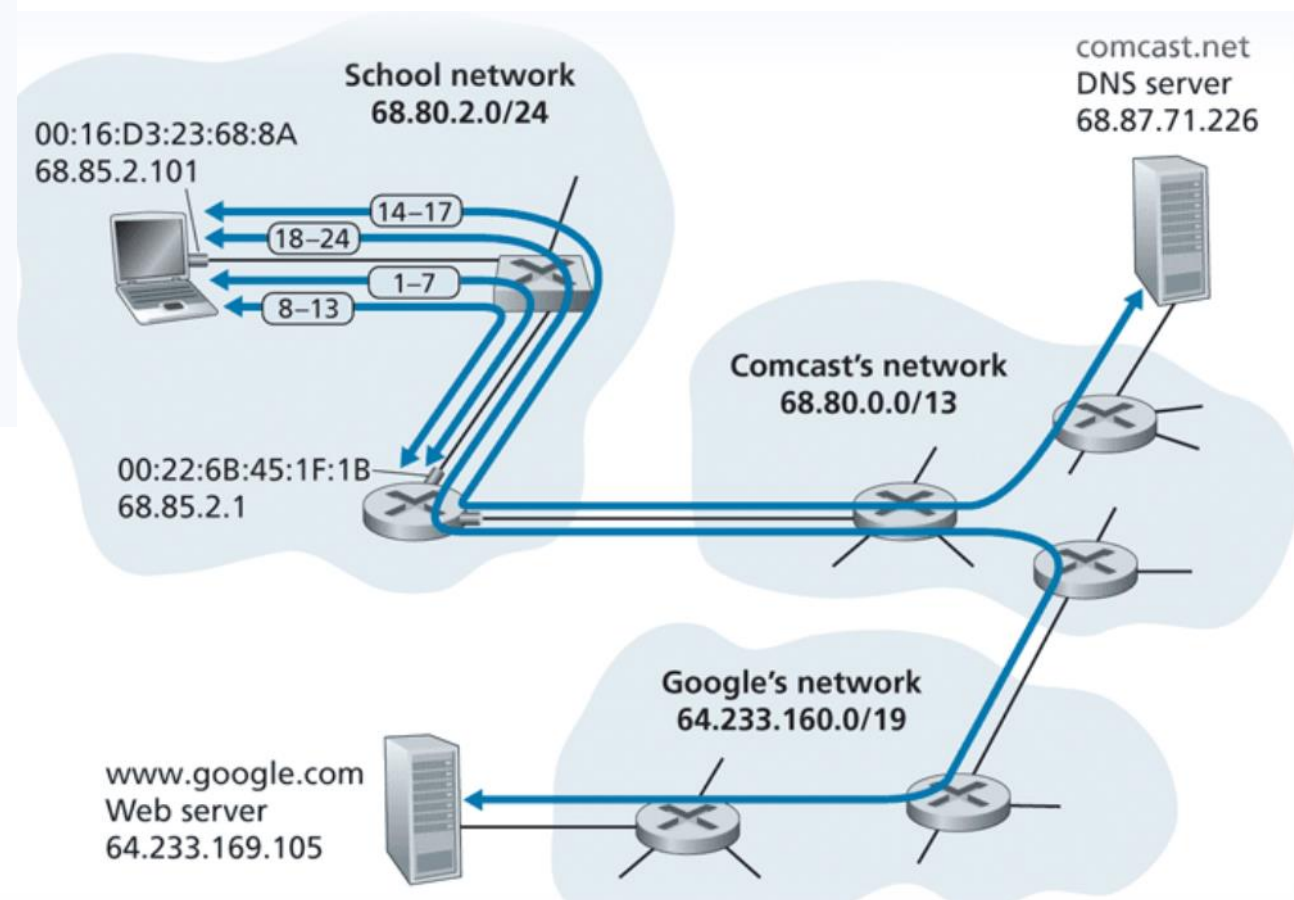 School network
68.80.2.0/24
comcast.net
DNS server
68.87.71.226
00:16:D3:23:68:8A
68.85.2.101
14–17
18–24
1–7
8–13
Comcast's network
68.80.0.0/13
00:22:6B:45:1F:1B
68.85.2.1
Google's network
64.233.160.0/19
www.google.com
Web server
64.233.169.105